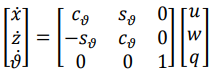 [ẋ ż ϑ̇] = [c_ϑ s_ϑ 0; −s_ϑ c_ϑ 0; 0 0 1] [u w q]